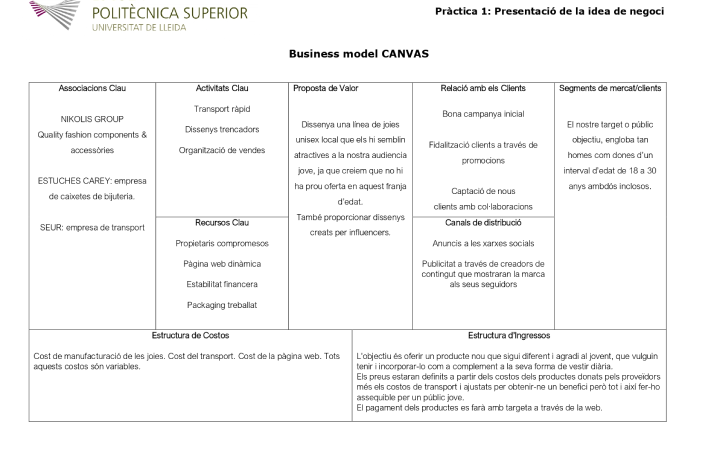 POLITÈCNICA SUPERIOR
UNIVERSITAT DE LLEIDA
Pràctica 1: Presentació de la idea de negoci
Business model CANVAS
Associacions Clau
NIKOLIS GROUP
Quality fashion components &
accessòries
ESTUCHES CAREY: empresa
de caixetes de bijuteria.
SEUR: empresa de transport
Activitats Clau
Transport ràpid
Dissenys trencadors
Organització de vendes
Recursos Clau
Propietaris compromesos
Pàgina web dinàmica
Estabilitat financera
Packaging treballat
Proposta de Valor
Dissenya una línea de joies
unisex local que els hi semblin
atractives a la nostra audiencia
jove, ja que creiem que no hi
ha prou oferta en aquest franja
d'edat.
També proporcionar dissenys
creats per influencers.
Relació amb els Clients
Bona campanya inicial
Fidalització clients a través de
promocions
Captació de nous
clients amb col·laboracions
Canals de distribució
Anuncis a les xarxes socials
Publicitat a través de creadors de
contingut que mostraran la marca
als seus seguidors
Segments de mercat/clients
El nostre target o públic
objectiu, engloba tan
homes com dones d'un
interval d'edat de 18 a 30
anys ambdós inclosos.
Estructura de Costos
Cost de manufacturació de les joies. Cost del transport. Cost de la pàgina web. Tots
aquests costos són variables.
Estructura d'Ingressos
L'objectiu és oferir un producte nou que sigui diferent i agradi al jovent, que vulguin
tenir i incorporar-lo com a complement a la seva forma de vestir diària.
Els preus estaran definits a partir dels costos dels productes donats pels proveïdors
més els costos de transport i ajustats per obtenir-ne un benefici però tot i així fer-ho
assequible per un públic jove.
El pagament dels productes es farà amb targeta a través de la web.